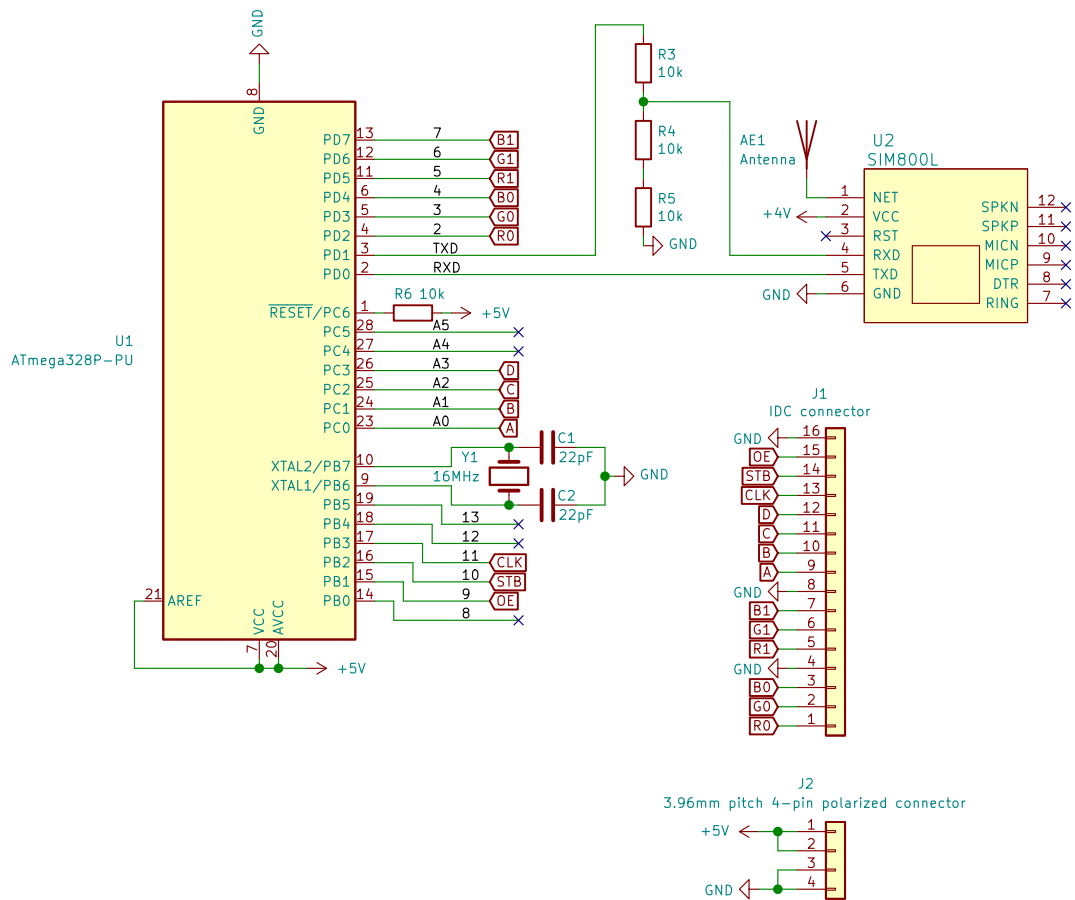 GND
8
GND
U1
ATmega328P-PU
PD7 13 7 B1
PD6 12 6 G1
PD5 11 5 R1
PD4 6 4 B0
PD3 5 3 G0
PD2 4 2 R0
PD1 3 TXD
PD0 2 RXD
RESET/PC6 1 R6 10k +5V
PC5 28 A5
PC4 27 A4
PC3 26 A3 D
PC2 25 A2 C
PC1 24 A1 B
PC0 23 A0 A
XTAL2/PB7 10
XTAL1/PB6 9
PB5 19 13
PB4 18 12
PB3 17 11 CLK
PB2 16 10 STB
PB1 15 9 OE
PB0 14 8
21 AREF
VCC
AVCC
7
20
+5V
Y1
16MHz
C1
22pF
C2
22pF
GND
R3
10k
R4
10k
R5
10k
GND
AE1
Antenna
U2
SIM800L
1 NET
+4V 2 VCC
3 RST
4 RXD
5 TXD
GND 6 GND
SPKN 12
SPKP 11
MICN 10
MICP 9
DTR 8
RING 7
J1
IDC connector
GND 16
OE 15
STB 14
CLK 13
D 12
C 11
B 10
A 9
GND 8
B1 7
G1 6
R1 5
GND 4
B0 3
G0 2
R0 1
J2
3.96mm pitch 4-pin polarized connector
+5V 1
2
3
GND 4